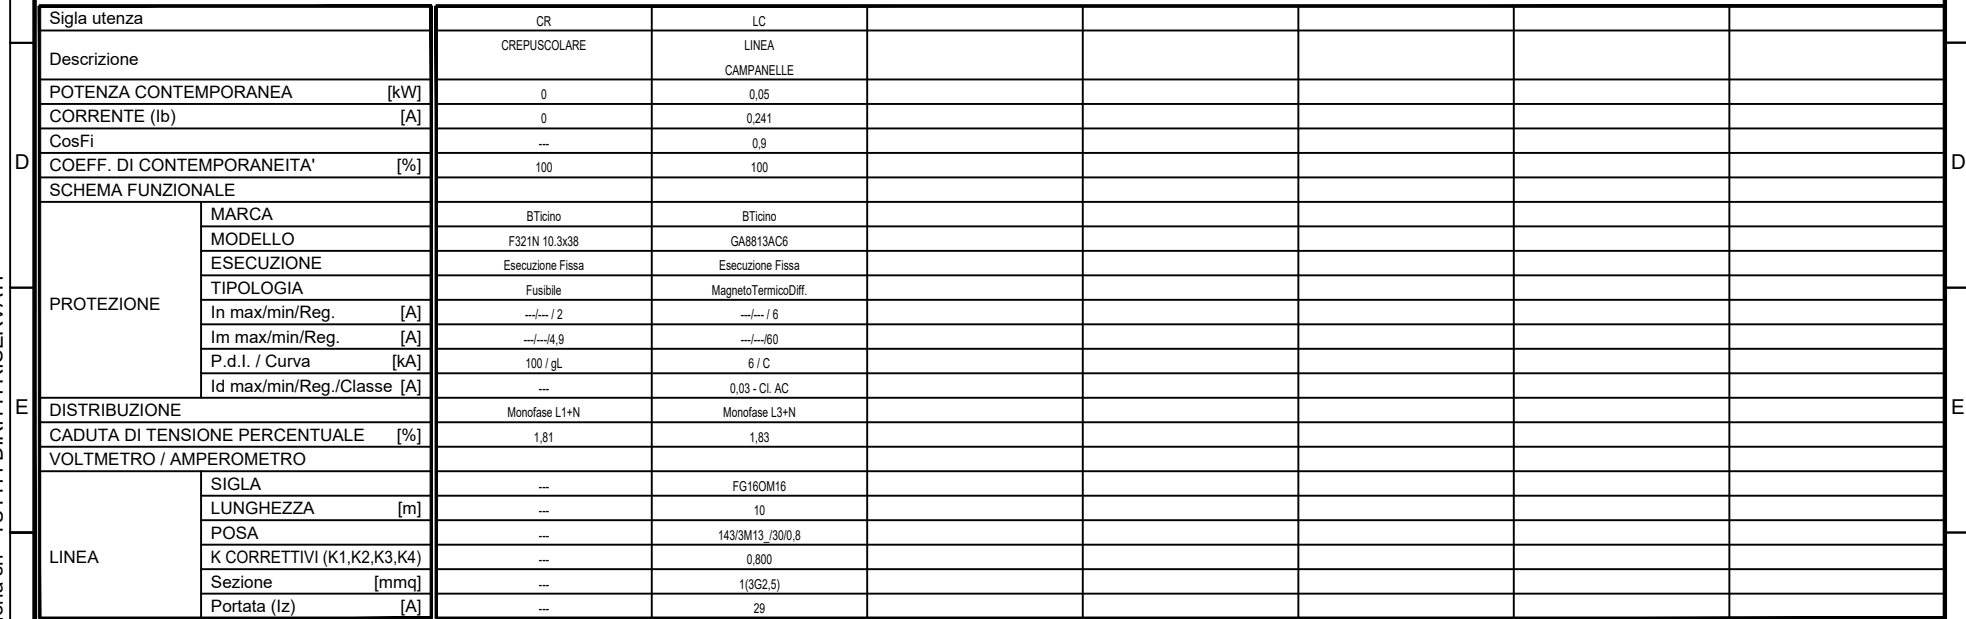 Sigla utenza CR LC
Descrizione CREPUSCOLARE LINEA
CAMPANELLE
POTENZA CONTEMPORANEA [kW] 0 0,05
CORRENTE (Ib) [A] 0 0,241
CosFi --- 0,9
D COEFF. DI CONTEMPORANEITA' [%] 100 100 D
SCHEMA FUNZIONALE
PROTEZIONE
MARCA BTicino BTicino
MODELLO F321N 10.3x38 GA8813AC6
ESECUZIONE Esecuzione Fissa Esecuzione Fissa
TIPOLOGIA Fusibile MagnetoTermicoDiff.
In max/min/Reg. [A] ---/--- / 2 ---/--- / 6
Im max/min/Reg. [A] ---/---/4,9 ---/---/60
P.d.I. / Curva [kA] 100 / gL 6 / C
Id max/min/Reg./Classe [A] --- 0,03 - Cl. AC
E DISTRIBUZIONE Monofase L1+N Monofase L3+N E
CADUTA DI TENSIONE PERCENTUALE [%] 1,81 1,83
VOLTMETRO / AMPEROMETRO
LINEA
SIGLA --- FG16OM16
LUNGHEZZA [m] --- 10
POSA --- 143/3M13_/30/0,8
K CORRETTIVI (K1,K2,K3,K4) --- 0,800
Sezione [mmq] --- 1(3G2,5)
Portata (Iz) [A] --- 29